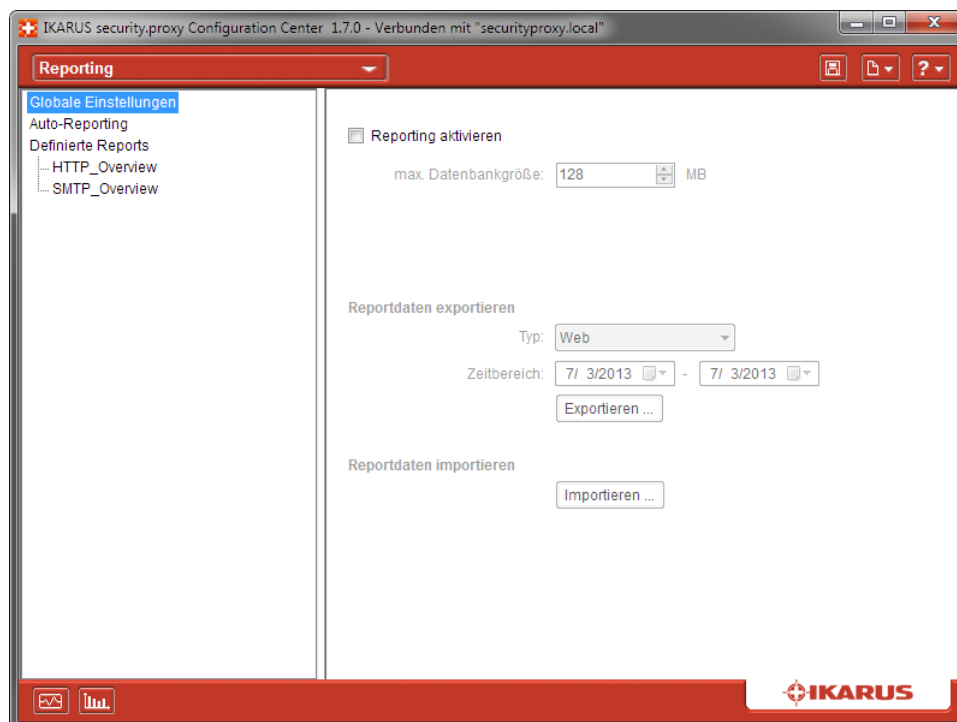 IKARUS security.proxy Configuration Center 1.7.0 - Verbunden mit "securityproxy.local"
Reporting
?
Globale Einstellungen
Auto-Reporting
Definierte Reports
HTTP_Overview
SMTP_Overview
Reporting aktivieren
max. Datenbankgröße: 128 MB
Reportdaten exportieren
Typ: Web
Zeitbereich: 7/ 3/2013 - 7/ 3/2013
Exportieren ...
Reportdaten importieren
Importieren ...
IKARUS